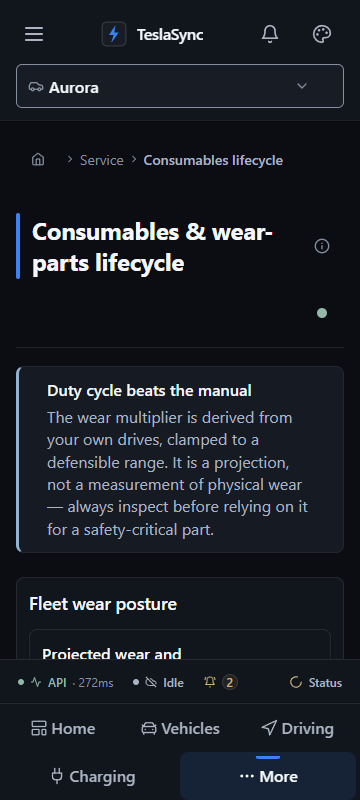 TeslaSync
Aurora
Service
Consumables lifecycle
Consumables & wear-
parts lifecycle
Duty cycle beats the manual
The wear multiplier is derived from
your own drives, clamped to a
defensible range. It is a projection,
not a measurement of physical wear
— always inspect before relying on it
for a safety-critical part.
Fleet wear posture
Projected wear and
API · 272ms
Idle
2
Status
Home
Vehicles
Driving
Charging
More